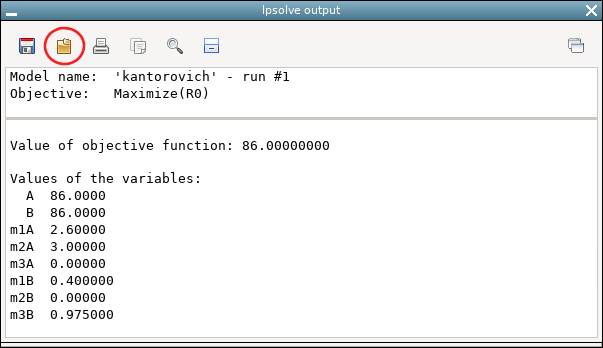 lpsolve output
Model name:  'kantorovich' - run #1
Objective:   Maximize(R0)
Value of objective function: 86.00000000
Values of the variables:
  A  86.0000
  B  86.0000
m1A  2.60000
m2A  3.00000
m3A  0.00000
m1B  0.400000
m2B  0.00000
m3B  0.975000